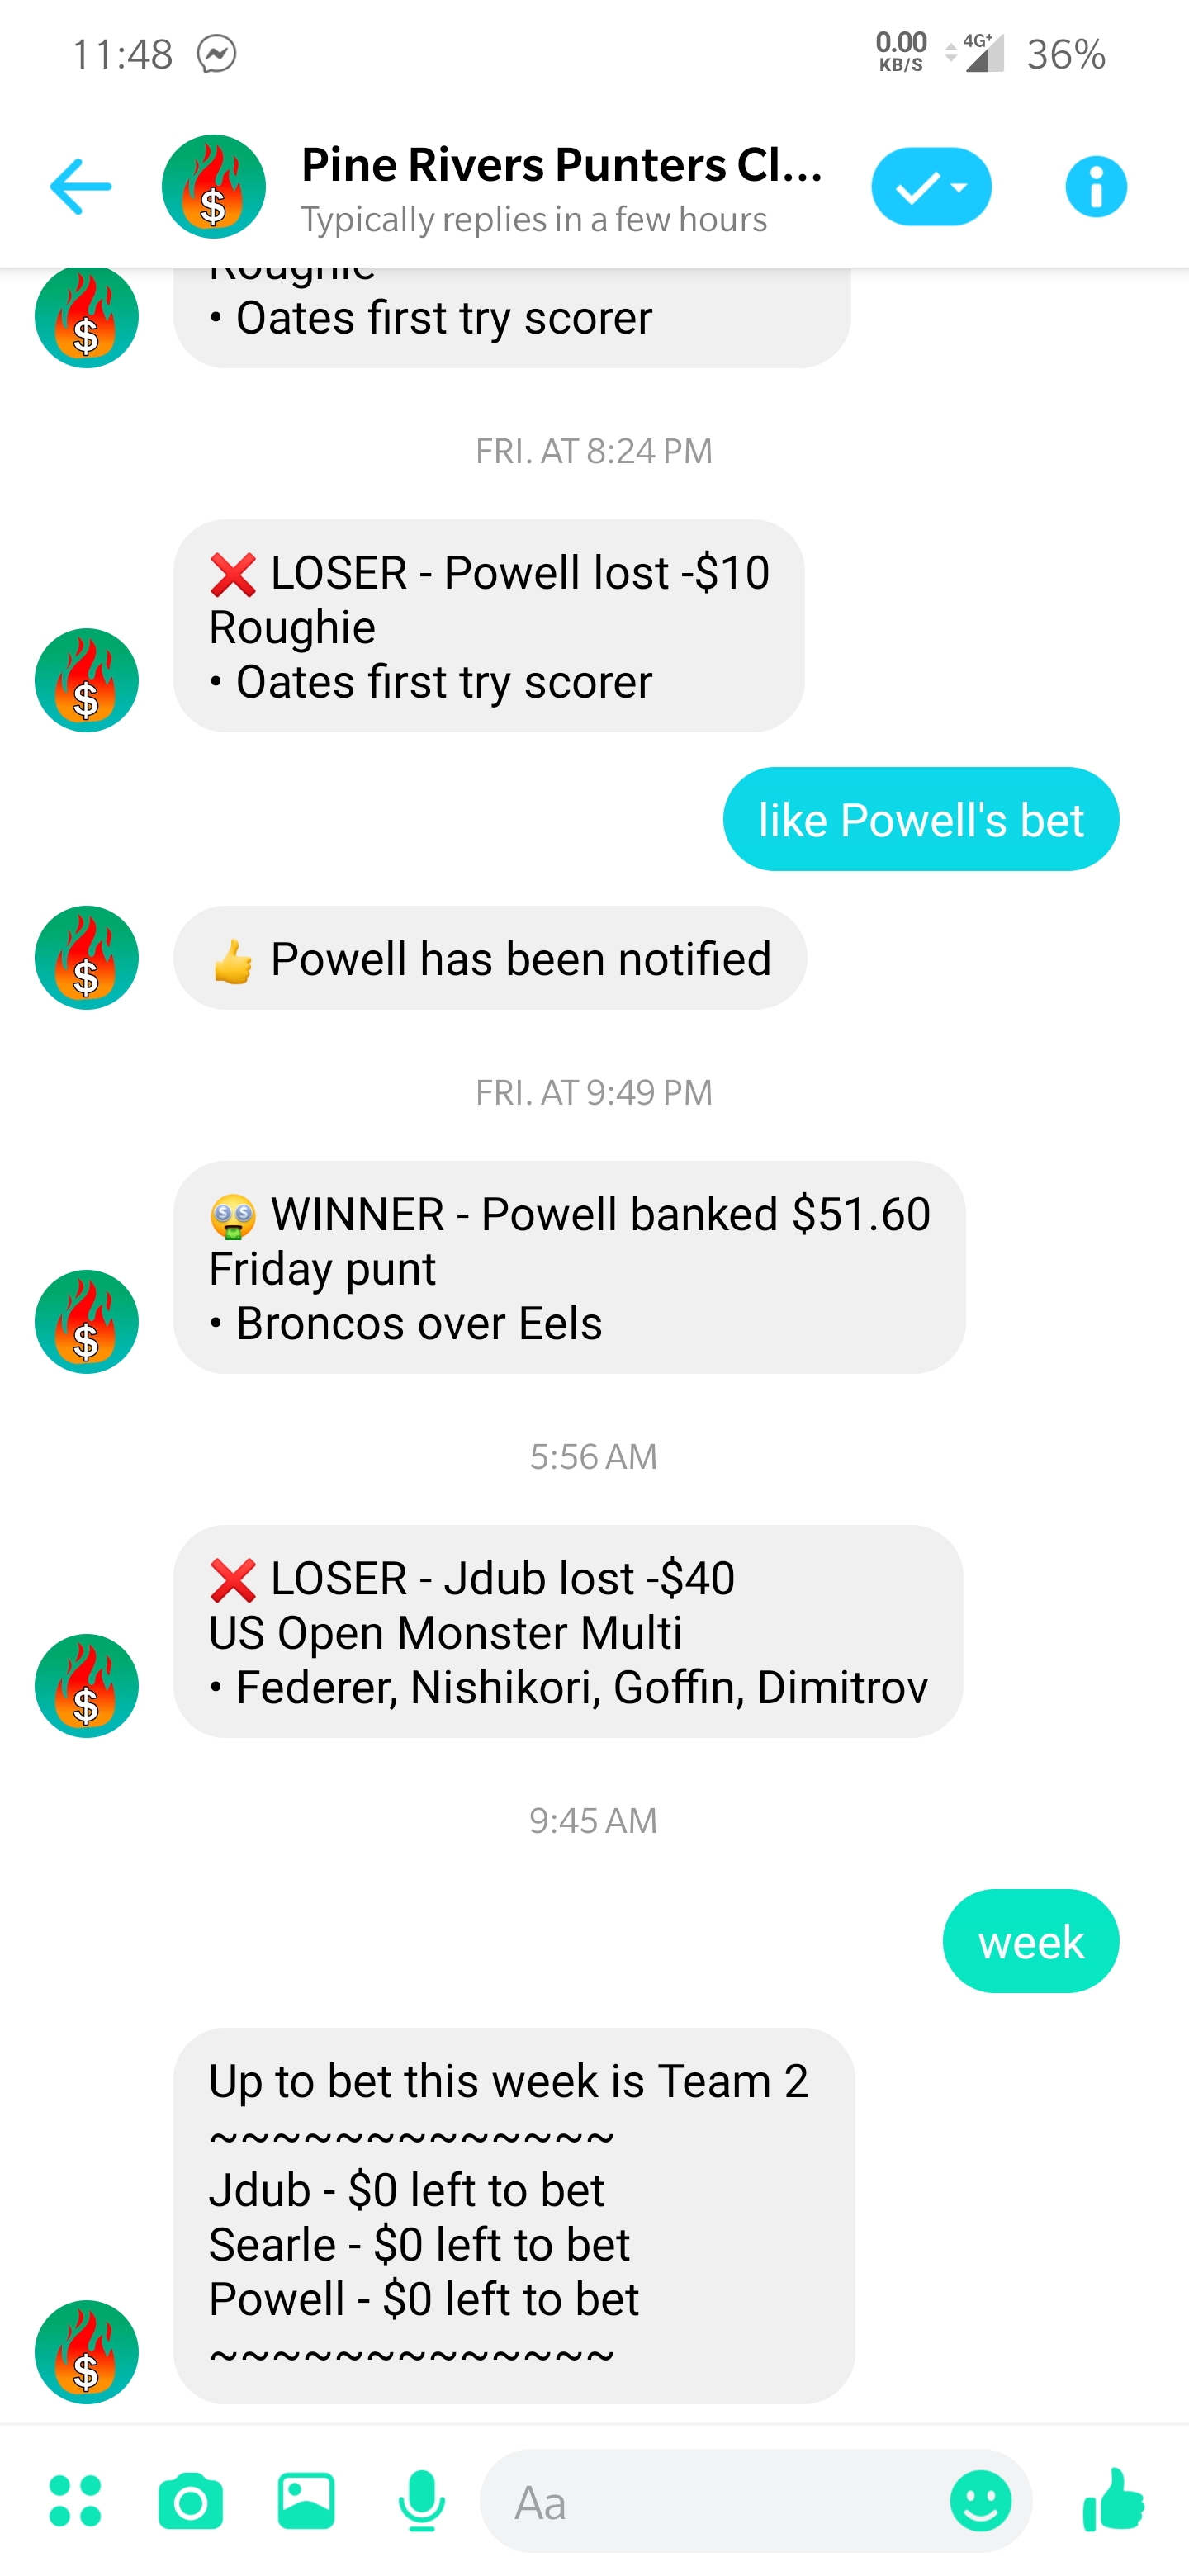 11:48
0.00
KB/S
4G+
36%
Pine Rivers Punters Cl...
Typically replies in a few hours
Roughie
• Oates first try scorer
FRI. AT 8:24 PM
❌ LOSER - Powell lost -$10
Roughie
• Oates first try scorer
like Powell's bet
👍 Powell has been notified
FRI. AT 9:49 PM
🤑 WINNER - Powell banked $51.60
Friday punt
• Broncos over Eels
5:56 AM
❌ LOSER - Jdub lost -$40
US Open Monster Multi
• Federer, Nishikori, Goffin, Dimitrov
9:45 AM
week
Up to bet this week is Team 2
~~~~~~~~~~~~~
Jdub - $0 left to bet
Searle - $0 left to bet
Powell - $0 left to bet
~~~~~~~~~~~~~
Aa